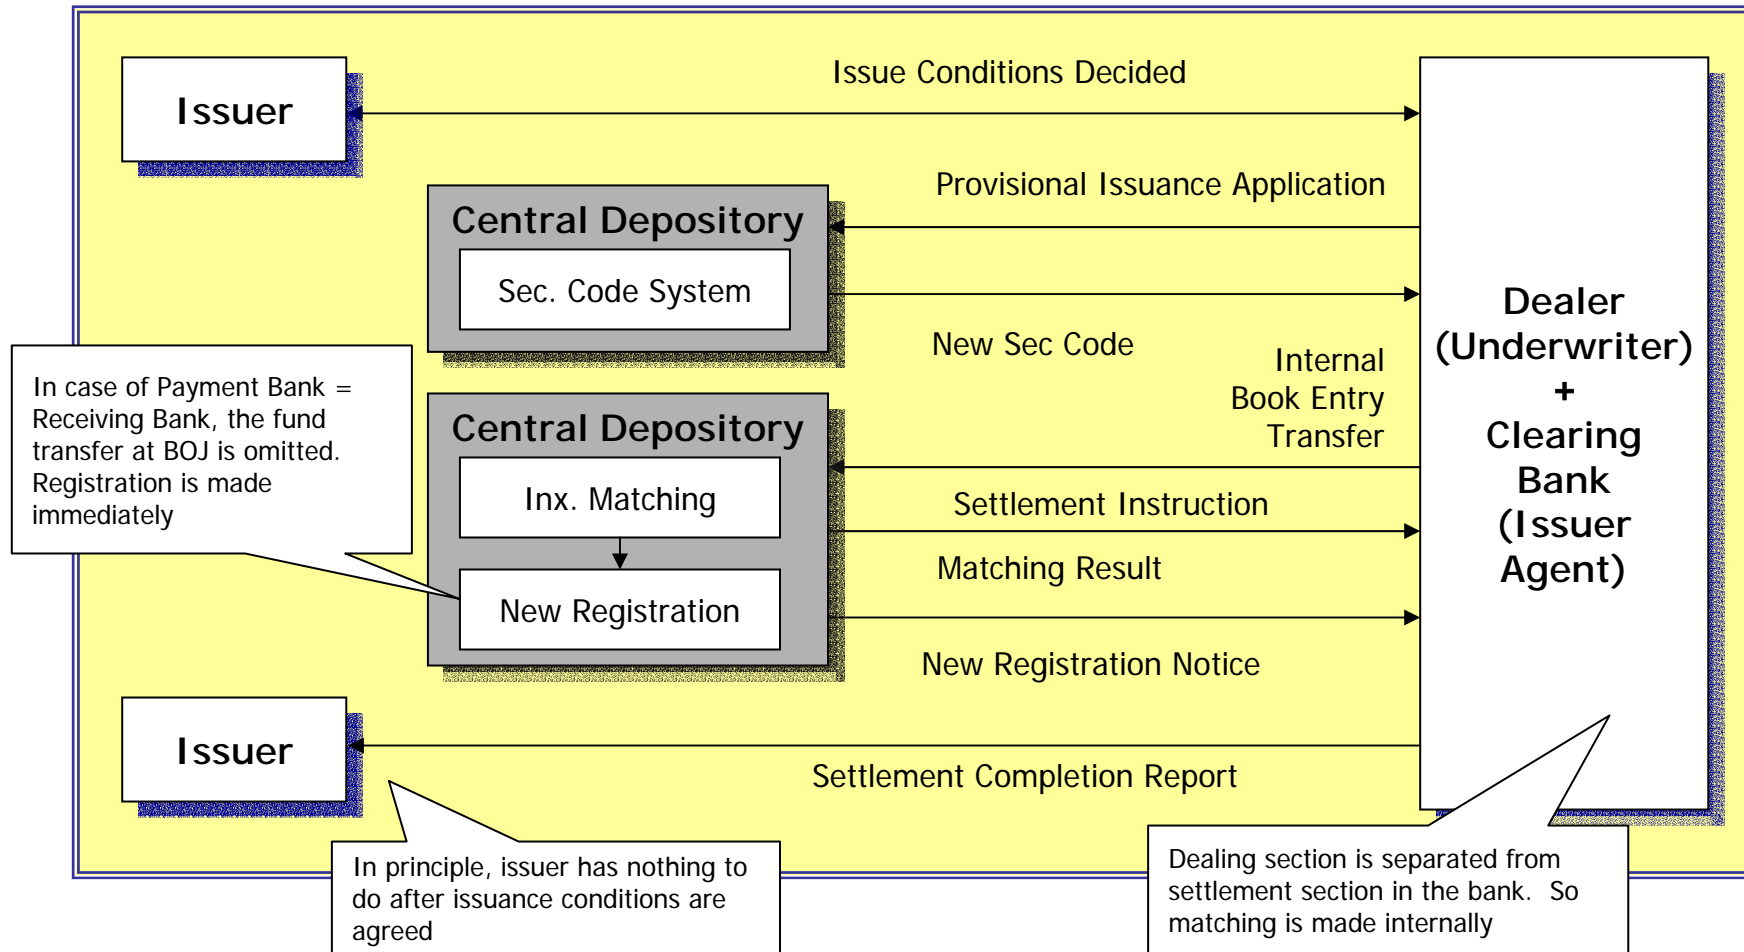 Issue Conditions Decided
Issuer
Provisional Issuance Application
Central Depository
Sec. Code System
New Sec Code
Dealer
(Underwriter)
+
Clearing
Bank
(Issuer
Agent)
Internal
Book Entry
Transfer
In case of Payment Bank =
Receiving Bank, the fund
transfer at BOJ is omitted.
Registration is made
immediately
Central Depository
Inx. Matching
Settlement Instruction
Matching Result
New Registration
New Registration Notice
Issuer
Settlement Completion Report
In principle, issuer has nothing to
do after issuance conditions are
agreed
Dealing section is separated from
settlement section in the bank.  So
matching is made internally